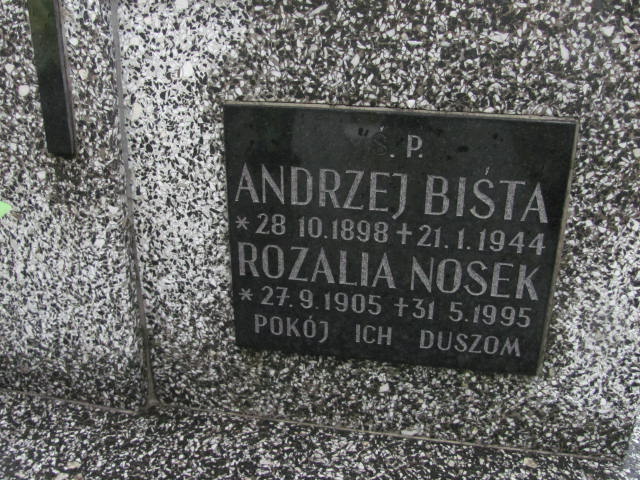 Ś. P.
ANDRZEJ BIŚTA
* 28 10.1898 + 21.1.1944
ROZALIA NOSEK
* 27.9.1905 + 31 5.1995
POKÓJ ICH DUSZOM